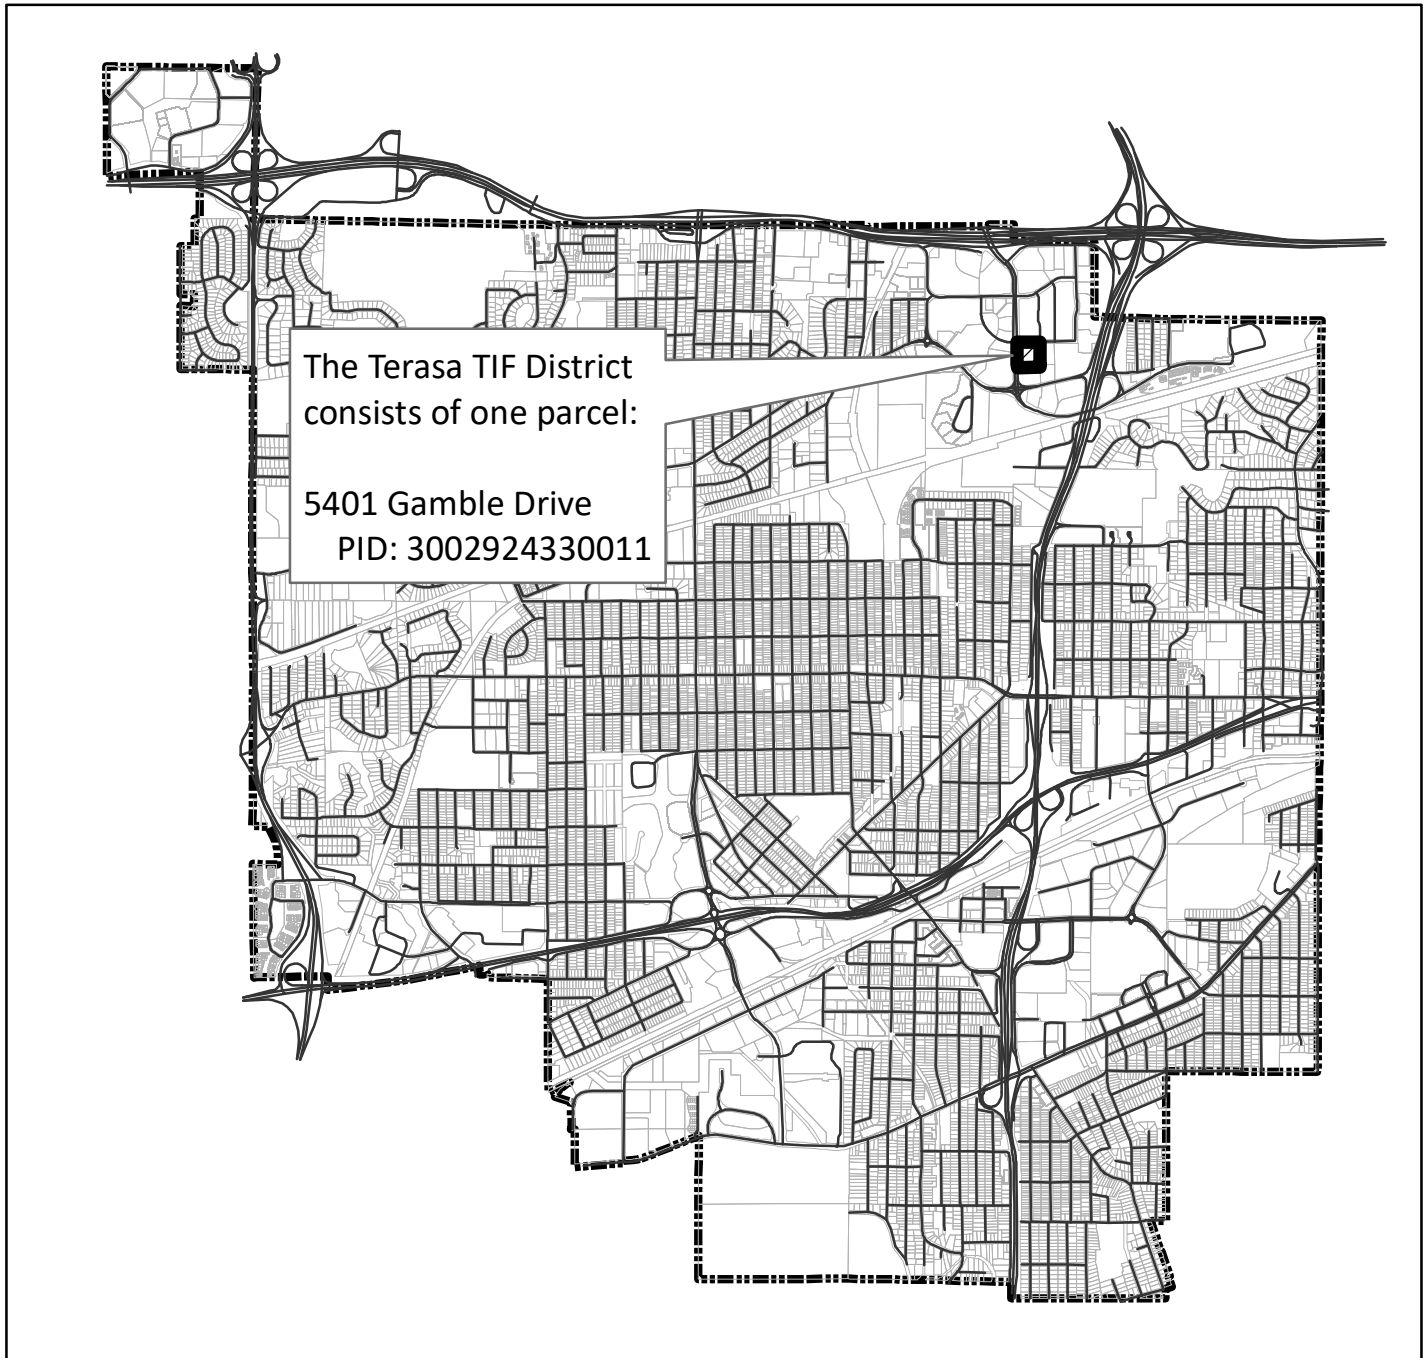 The Terasa TIF District
consists of one parcel:
5401 Gamble Drive
PID: 3002924330011